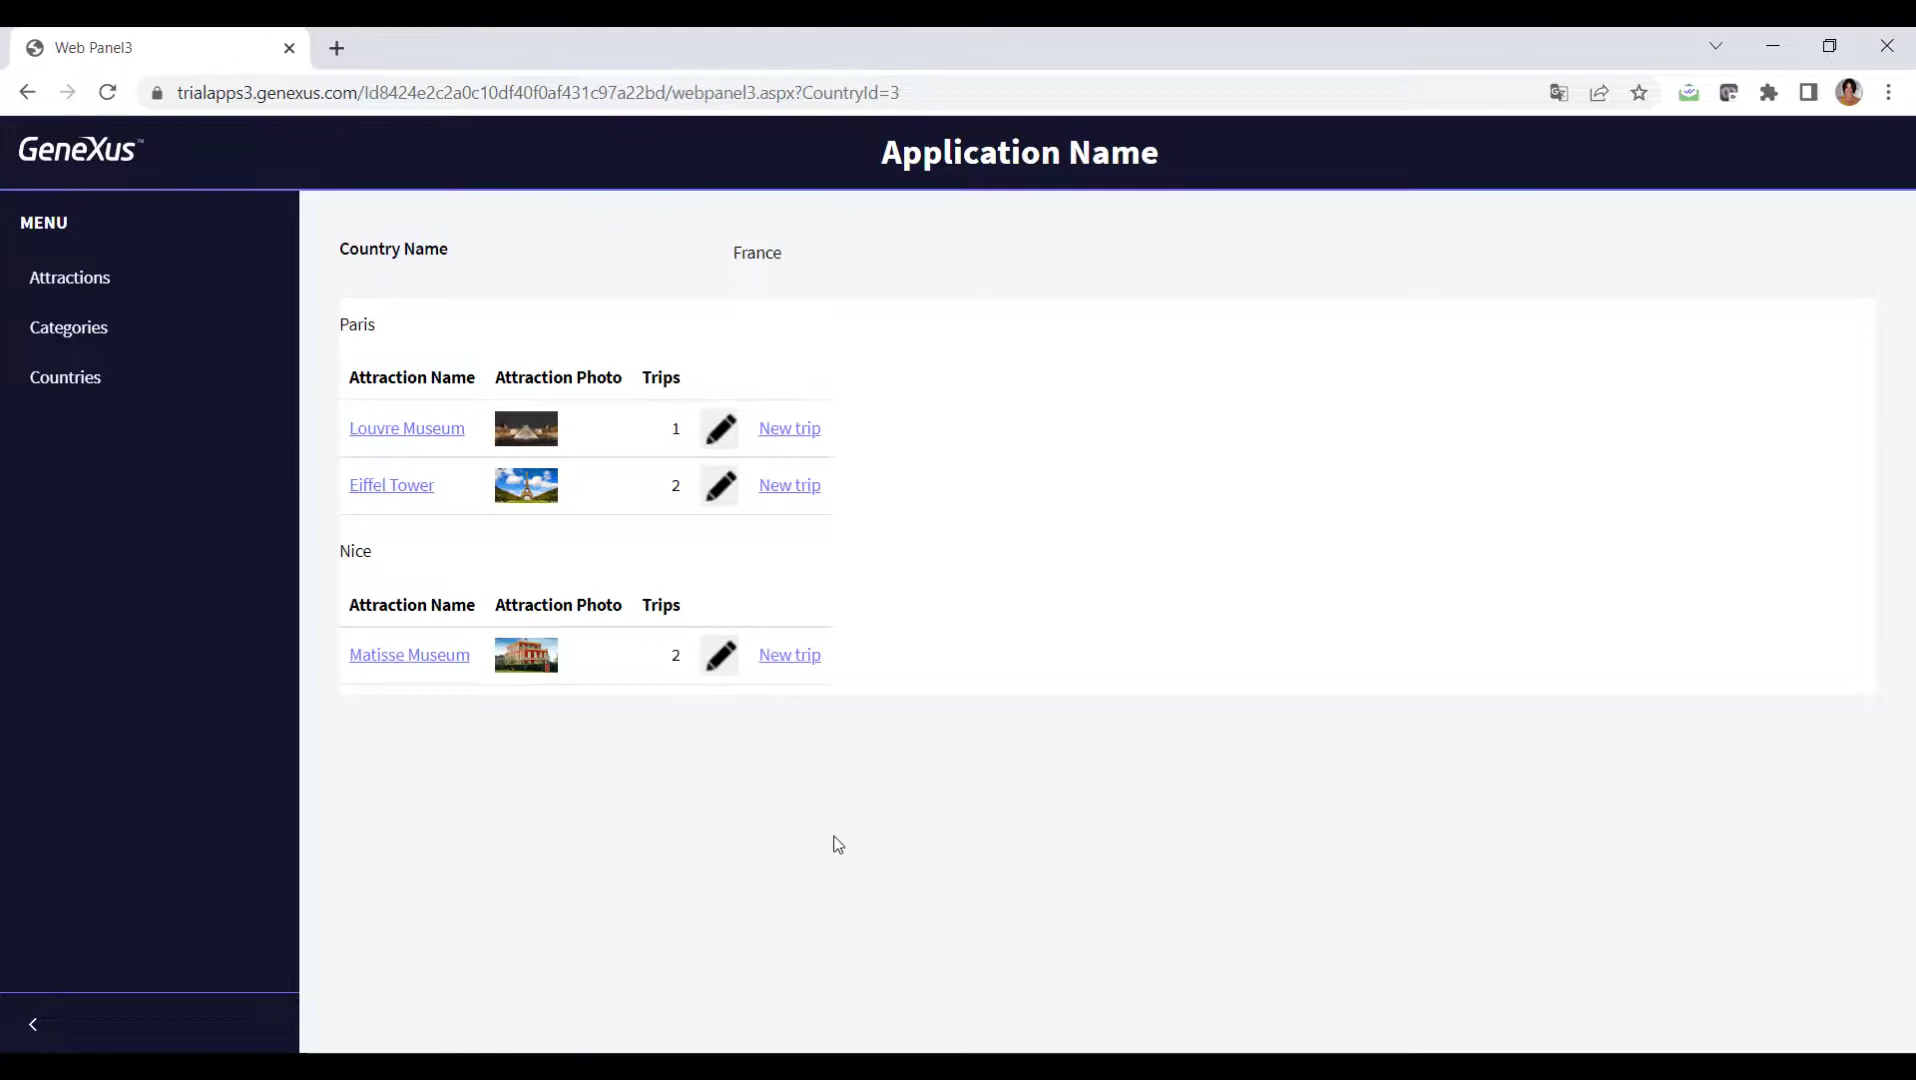 Web Panel3
trialapps3.genexus.com/Id8424e2c2a0c10df40f0af431c97a22bd/webpanel3.aspx?CountryId=3
GeneXus™
Application Name
MENU
Attractions
Categories
Countries
Country Name France
Paris
Attraction Name Attraction Photo Trips
Louvre Museum 1 New trip
Eiffel Tower 2 New trip
Nice
Attraction Name Attraction Photo Trips
Matisse Museum 2 New trip